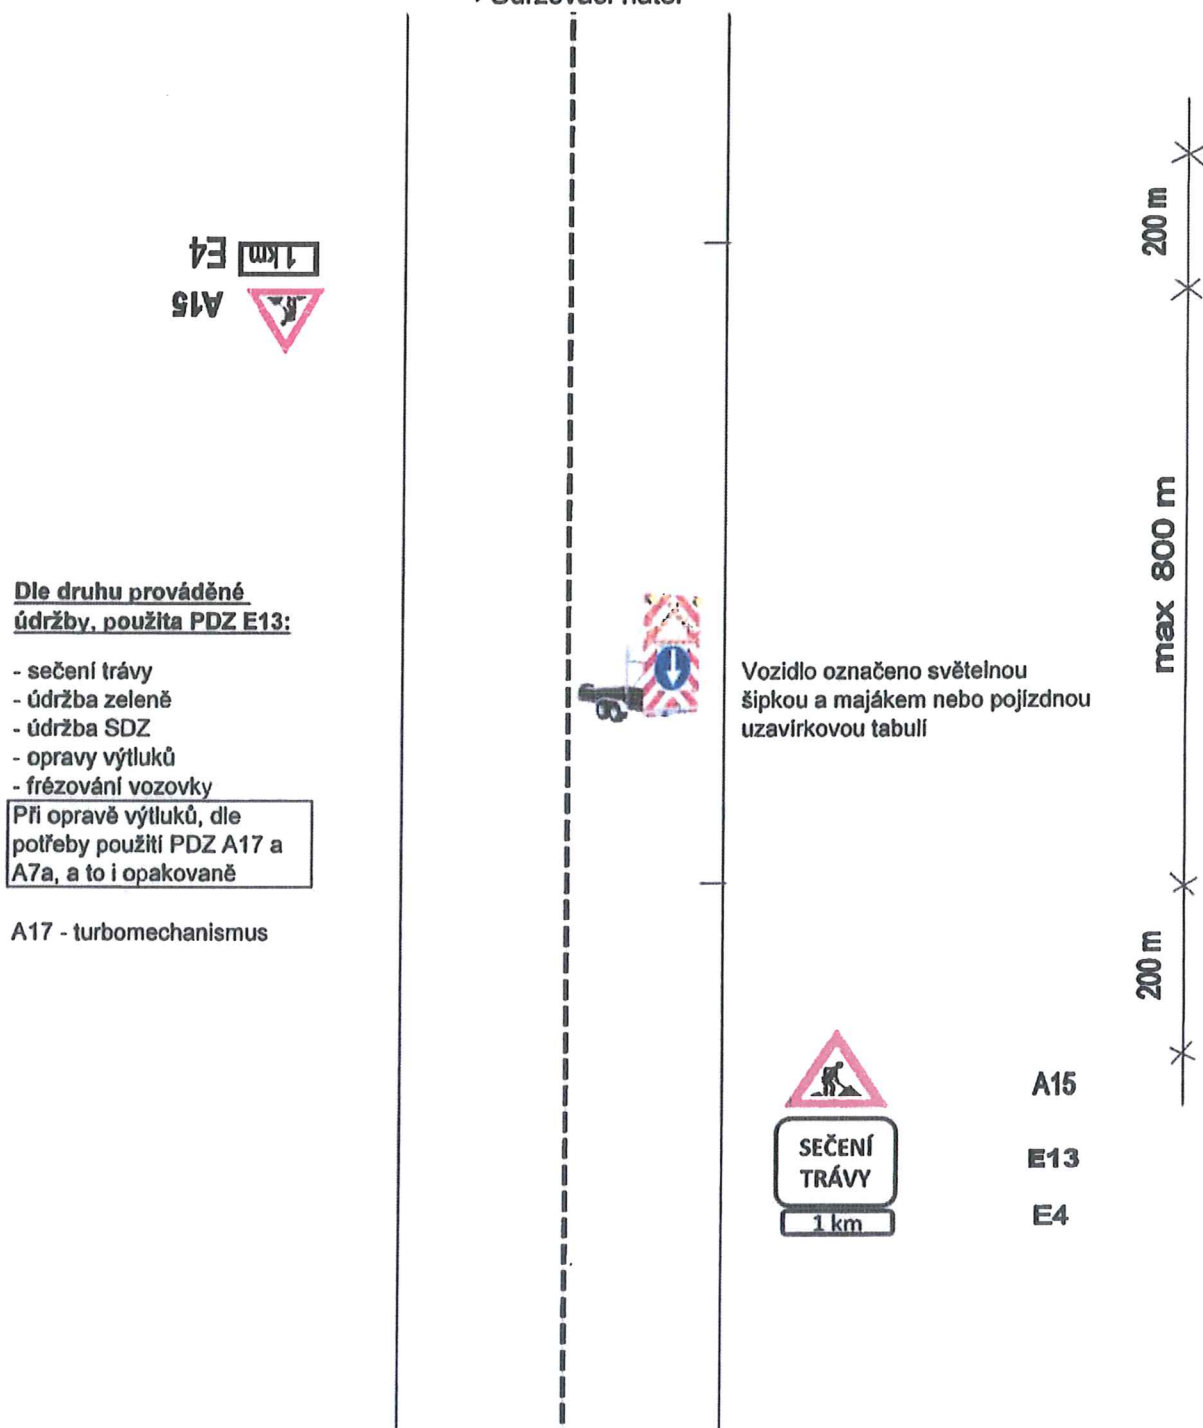 200 m
E4 1 km
A15
max 800 m
Dle druhu prováděné
údržby, použita PDZ E13:
- sečení trávy
- údržba zeleně
- údržba SDZ
- opravy výtluků
- frézování vozovky
Při opravě výtluků, dle
potřeby použití PDZ A17 a
A7a, a to i opakovaně
A17 - turbomechanismus
Vozidlo označeno světelnou
šipkou a majákem nebo pojízdnou
uzavírkovou tabulí
200 m
A15
SEČENÍ
TRÁVY
E13
1 km
E4